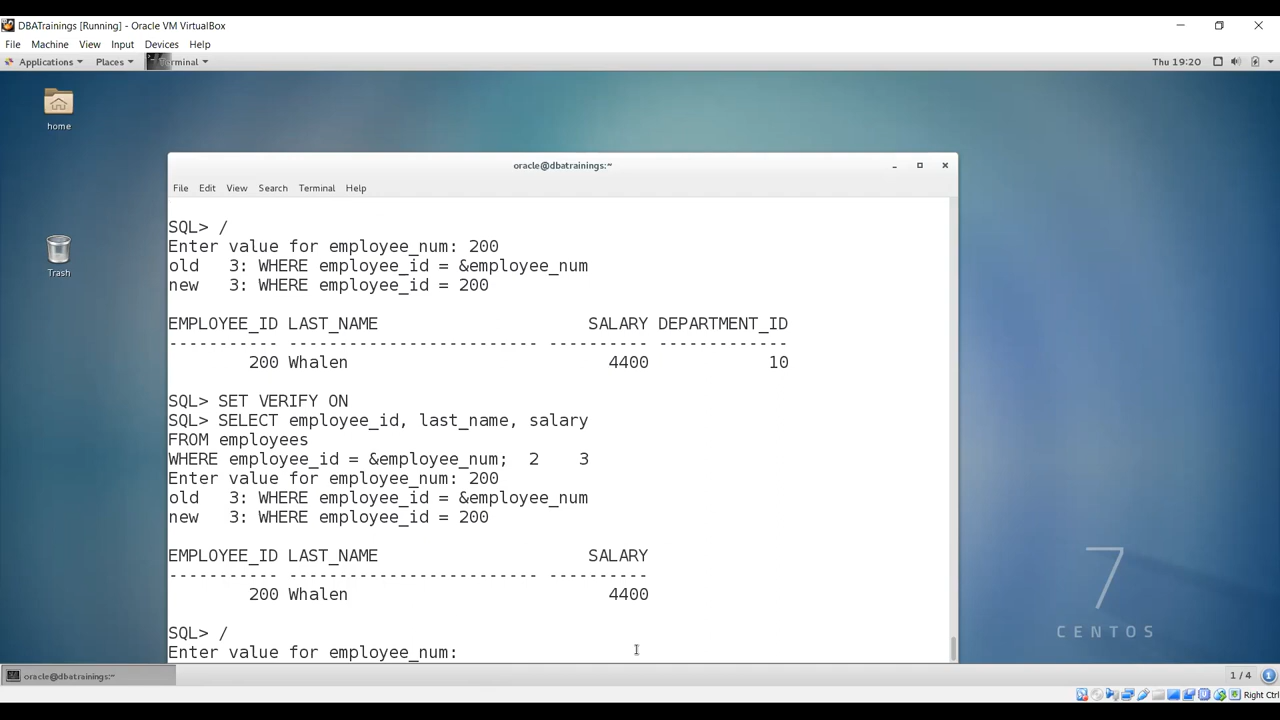 DBATrainings [Running] - Oracle VM VirtualBox
File Machine View Input Devices Help
Applications Places Terminal Thu 19:20
home
Trash
oracle@dbatrainings:~
File Edit View Search Terminal Help
SQL> /
Enter value for employee_num: 200
old   3: WHERE employee_id = &employee_num
new   3: WHERE employee_id = 200
EMPLOYEE_ID LAST_NAME                     SALARY DEPARTMENT_ID
----------- ------------------------- ---------- -------------
        200 Whalen                          4400            10
SQL> SET VERIFY ON
SQL> SELECT employee_id, last_name, salary
FROM employees
WHERE employee_id = &employee_num;  2    3
Enter value for employee_num: 200
old   3: WHERE employee_id = &employee_num
new   3: WHERE employee_id = 200
EMPLOYEE_ID LAST_NAME                     SALARY
----------- ------------------------- ----------
        200 Whalen                          4400
SQL> /
Enter value for employee_num:
7
CENTOS
oracle@dbatrainings:~ 1 / 4 1
Right Ctrl